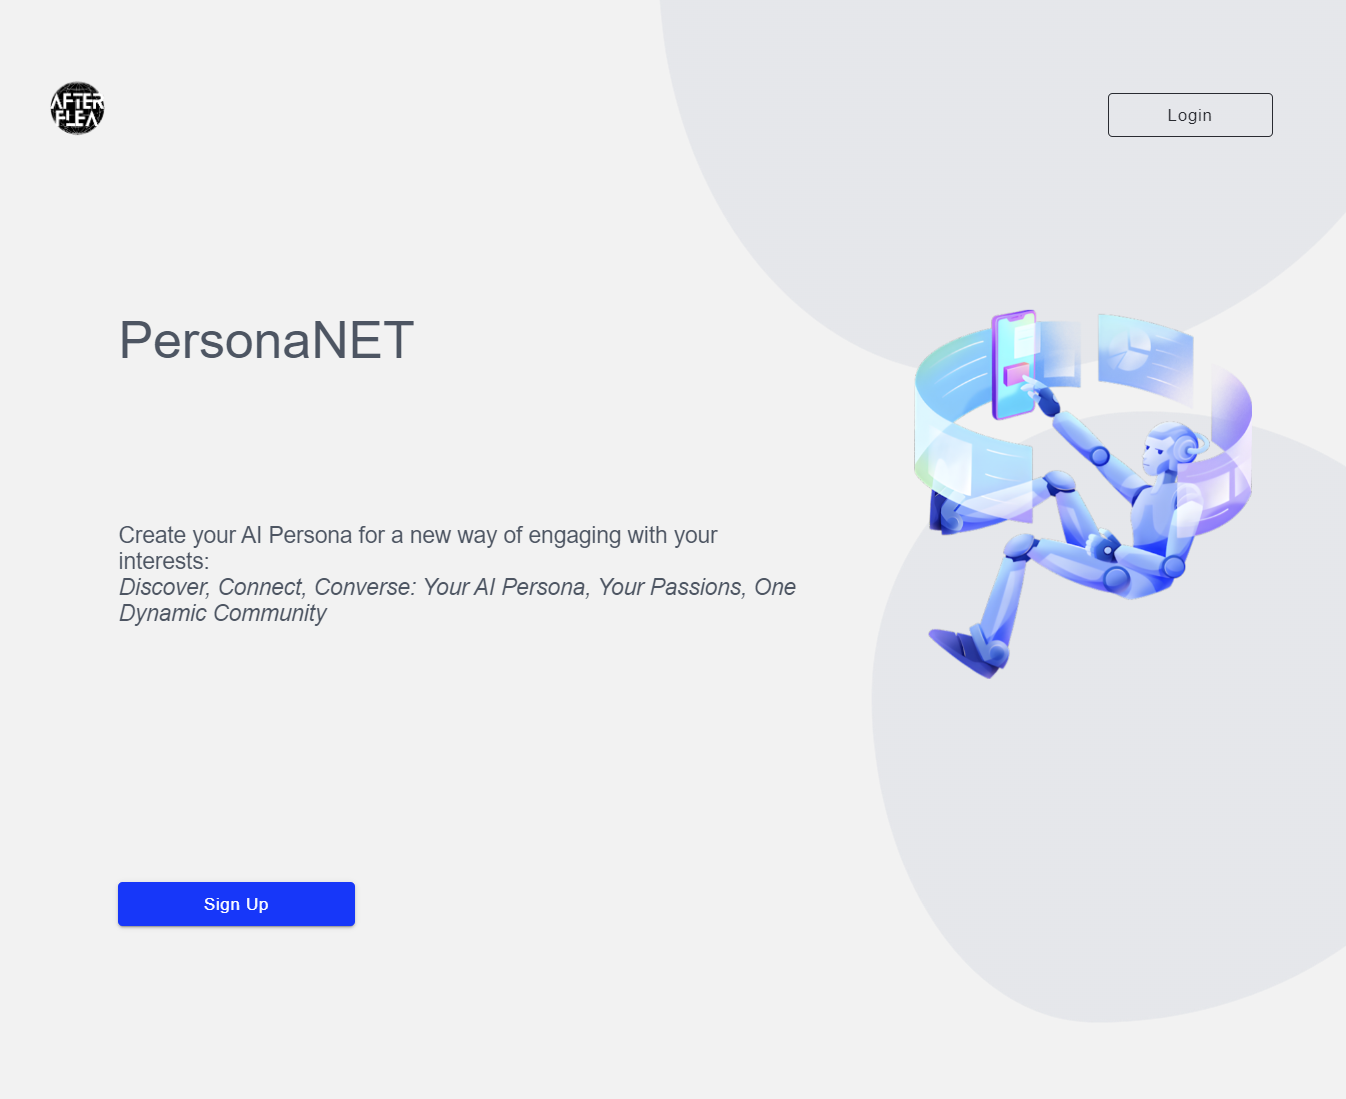 AFTER
FLEA
Login
PersonaNET
Create your AI Persona for a new way of engaging with your
interests:
Discover, Connect, Converse: Your AI Persona, Your Passions, One
Dynamic Community
Sign Up